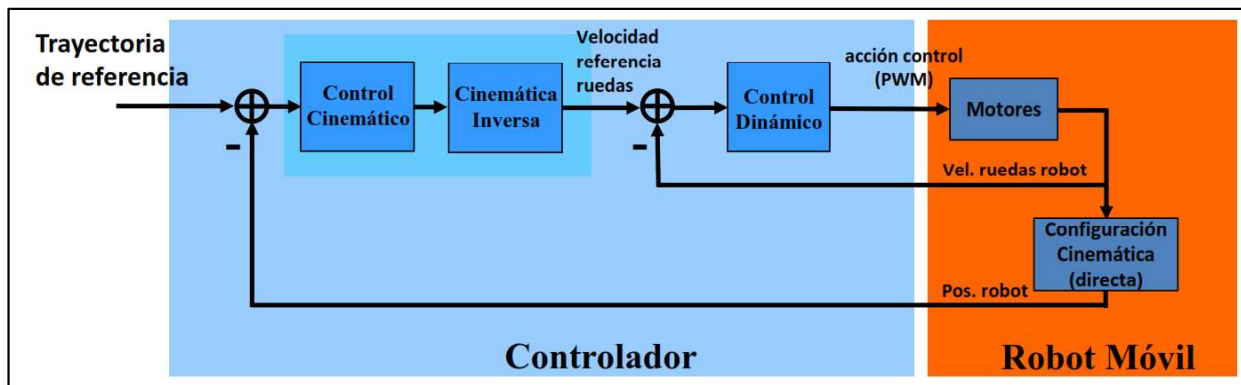 Trayectoria
de referencia
Control
Cinemático
Cinemática
Inversa
Velocidad
referencia
ruedas
Control
Dinámico
acción control
(PWM)
Motores
Vel. ruedas robot
Configuración
Cinemática
(directa)
Pos. robot
-
-
Controlador
Robot Móvil